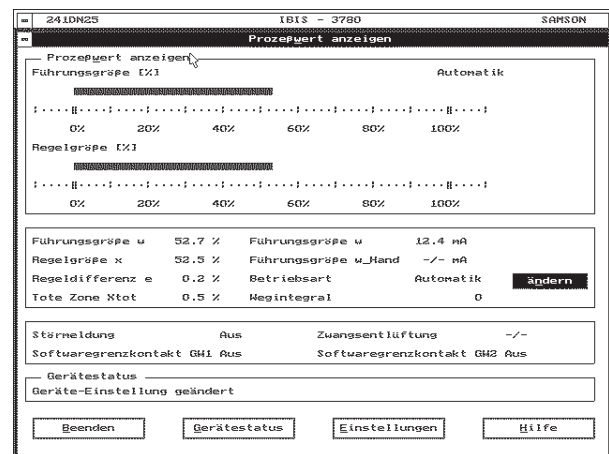 241DN25 IBIS - 3780 SAMSON
Prozeßwert anzeigen
Prozeßwert anzeigen
Führungsgröße [%] Automatik
0% 20% 40% 60% 80% 100%
Regelgröße [%]
0% 20% 40% 60% 80% 100%
Führungsgröße w 52.7 % Führungsgröße w 12.4 mA
Regelgröße x 52.5 % Führungsgröße w_Hand -/- mA
Regeldifferenz e 0.2 % Betriebsart Automatik ändern
Tote Zone Xtot 0.5 % Wegintegral 0
Störmeldung Aus Zwangsentlüftung -/-
Softwaregrenzkontakt GW1 Aus Softwaregrenzkontakt GW2 Aus
Gerätestatus
Geräte-Einstellung geändert
Beenden Gerätestatus Einstellungen Hilfe